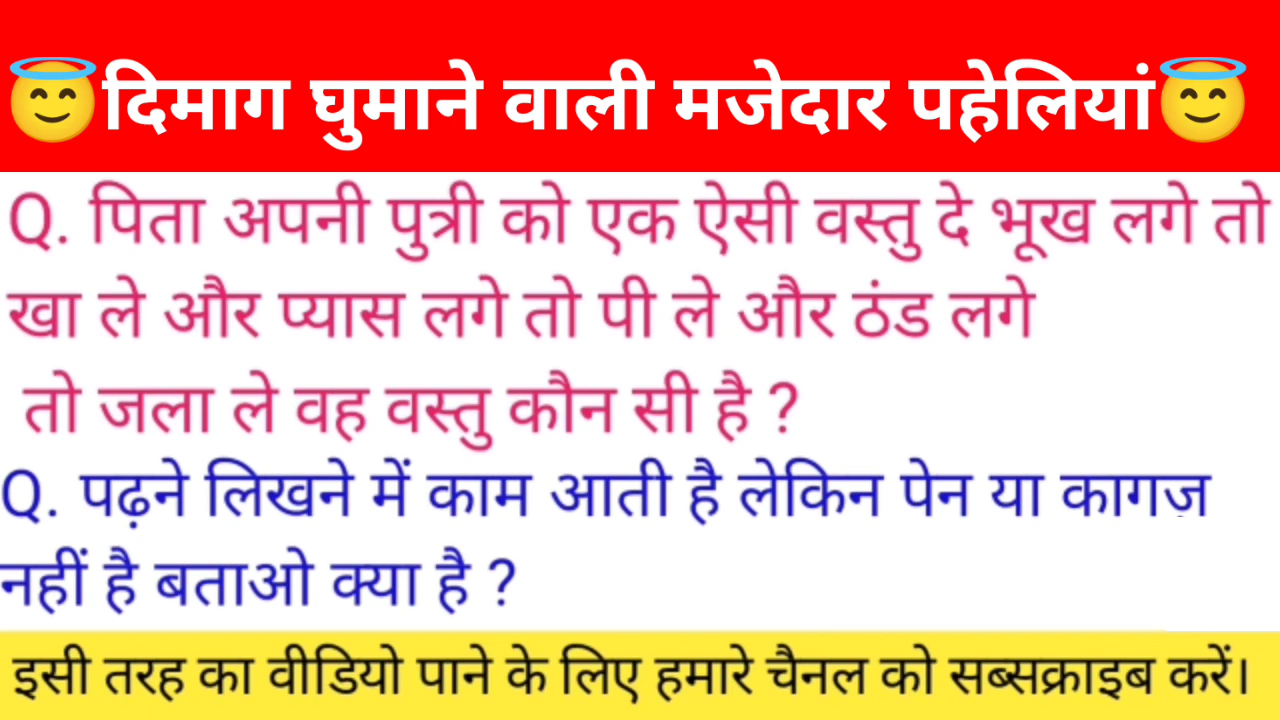 😇दिमाग घुमाने वाली मजेदार पहेलियां😇
Q. पिता अपनी पुत्री को एक ऐसी वस्तु दे भूख लगे तो
खा ले और प्यास लगे तो पी ले और ठंड लगे
तो जला ले वह वस्तु कौन सी है ?
Q. पढ़ने लिखने में काम आती है लेकिन पेन या कागज़
नहीं है बताओ क्या है ?
इसी तरह का वीडियो पाने के लिए हमारे चैनल को सब्सक्राइब करें।